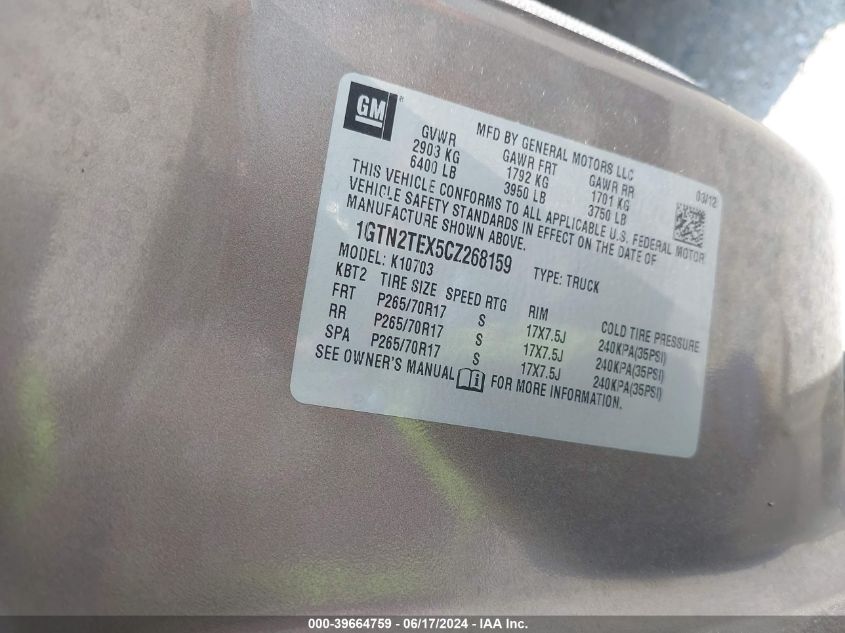 GM
MFD BY GENERAL MOTORS LLC
03/12
GVWR GAWR FRT GAWR RR
2903 KG 1792 KG 1701 KG
6400 LB 3950 LB 3750 LB
THIS VEHICLE CONFORMS TO ALL APPLICABLE U.S. FEDERAL MOTOR
VEHICLE SAFETY STANDARDS IN EFFECT ON THE DATE OF
MANUFACTURE SHOWN ABOVE.
1GTN2TEX5CZ268159 TYPE: TRUCK
MODEL: K10703
KBT2 TIRE SIZE SPEED RTG RIM COLD TIRE PRESSURE
FRT P265/70R17 S 17X7.5J 240KPA(35PSI)
RR P265/70R17 S 17X7.5J 240KPA(35PSI)
SPA P265/70R17 S 17X7.5J 240KPA(35PSI)
SEE OWNER'S MANUAL FOR MORE INFORMATION.
000-39664759 - 06/17/2024 - IAA Inc.